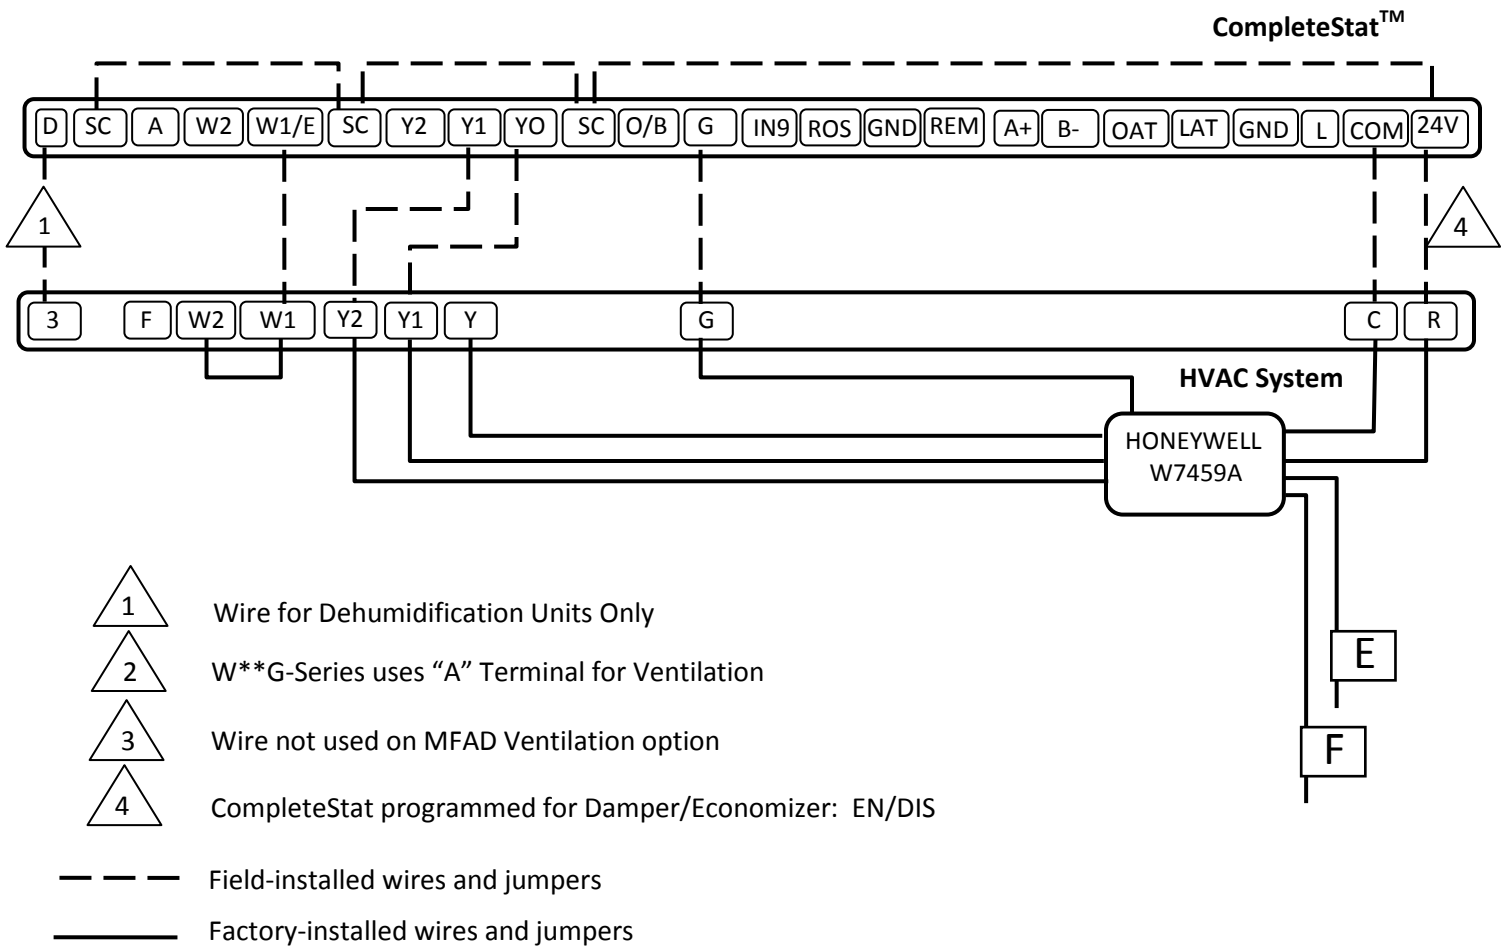 CompleteStat™
D SC A W2 W1/E SC Y2 Y1 YO SC O/B G IN9 ROS GND REM A+ B- OAT LAT GND L COM 24V
1
4
3 F W2 W1 Y2 Y1 Y G C R
HVAC System
HONEYWELL
W7459A
E
F
1 Wire for Dehumidification Units Only
2 W**G-Series uses “A” Terminal for Ventilation
3 Wire not used on MFAD Ventilation option
4 CompleteStat programmed for Damper/Economizer: EN/DIS
Field-installed wires and jumpers
Factory-installed wires and jumpers